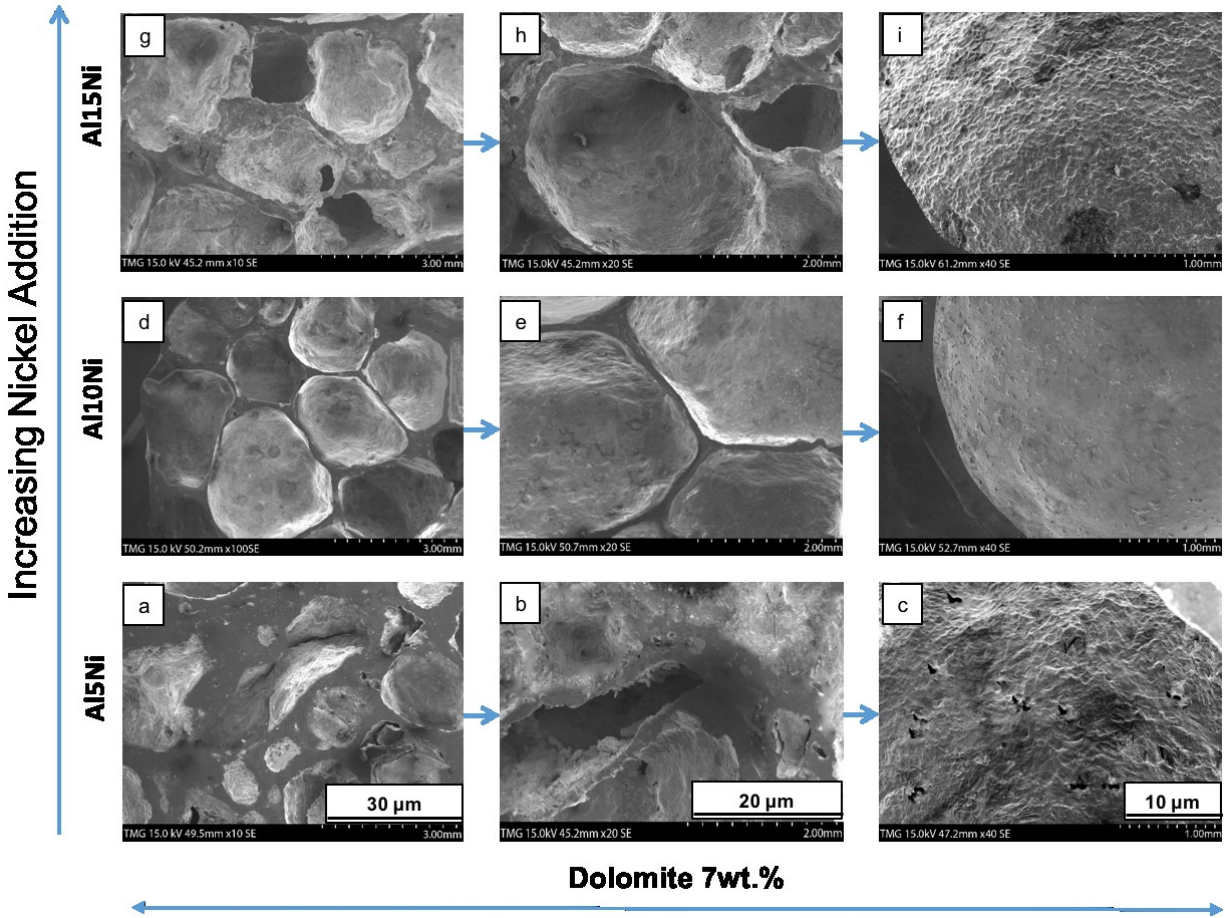 Increasing Nickel Addition
Al15Ni
g
TMG 15.0 kV 45.2 mm x10 SE
3.00 mm
h
TMG 15.0 kV 45.2mm x20 SE
2.00mm
i
TMG 15.0 kV 61.2mm x40 SE
1.00mm
Al10Ni
d
TMG 15.0 kV 50.2mm x100SE
3.00mm
e
TMG 15.0kV 50.7mm x20 SE
2.00mm
f
TMG 15.0kV 52.7mm x40 SE
1.00mm
Al5Ni
a
30 µm
TMG 15.0kV 49.5mm x10 SE
3.00mm
b
20 µm
TMG 15.0kV 45.2mm x20 SE
2.00mm
c
10 µm
TMG 15.0kV 47.2mm x40 SE
1.00mm
Dolomite 7wt.%